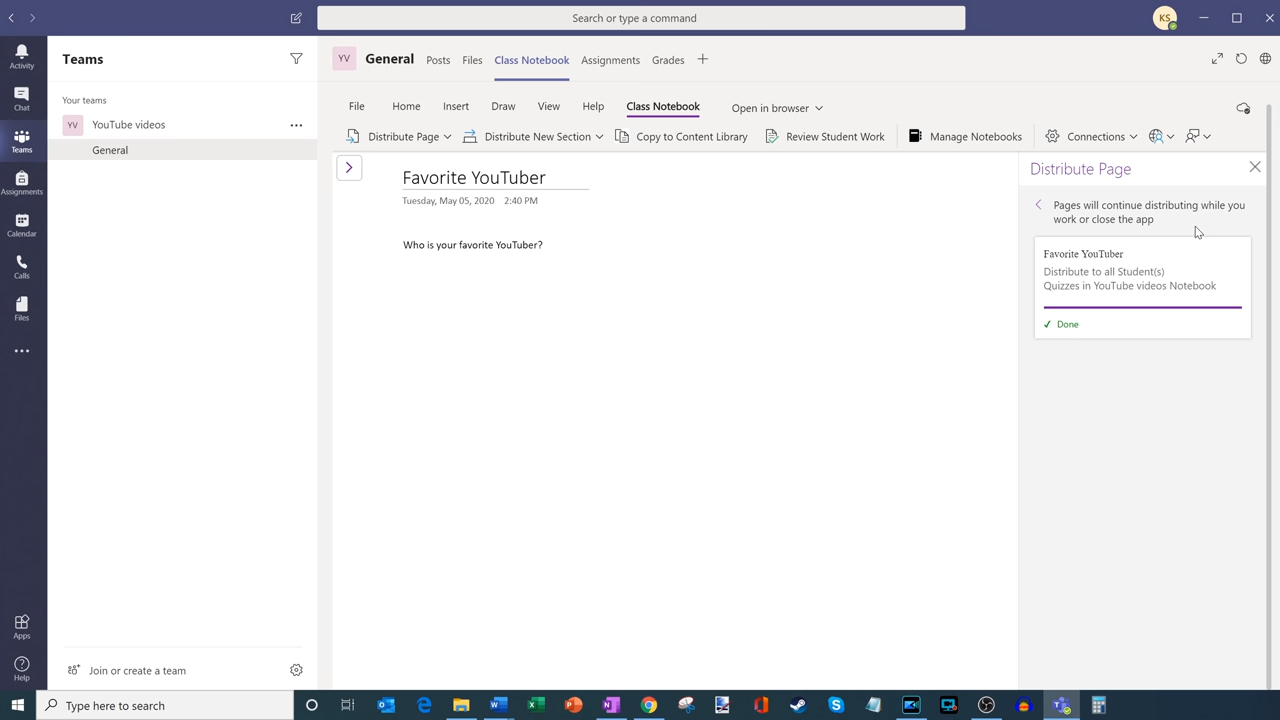 Search or type a command
KS
Activity
Chat
Teams
Assignments
Calendar
Calls
Files
Apps
Help
Teams
Your teams
YV YouTube videos
General
Join or create a team
YV General Posts Files Class Notebook Assignments Grades
File Home Insert Draw View Help Class Notebook Open in browser
Distribute Page Distribute New Section Copy to Content Library Review Student Work Manage Notebooks Connections
Favorite YouTuber
Tuesday, May 05, 2020 2:40 PM
Who is your favorite YouTuber?
Distribute Page
Pages will continue distributing while you
work or close the app
Favorite YouTuber
Distribute to all Student(s)
Quizzes in YouTube videos Notebook
Done
Type here to search